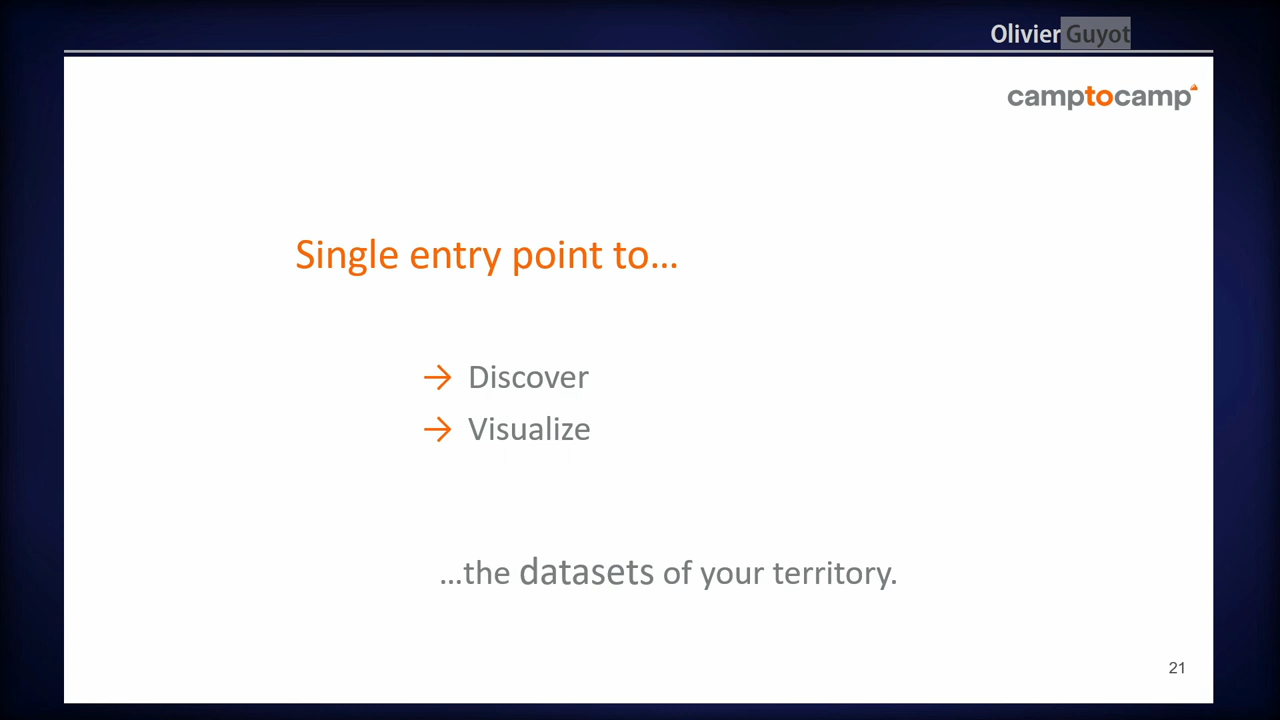 Olivier Guyot
camptocamp
Single entry point to...
→ Discover
→ Visualize
...the datasets of your territory.
21